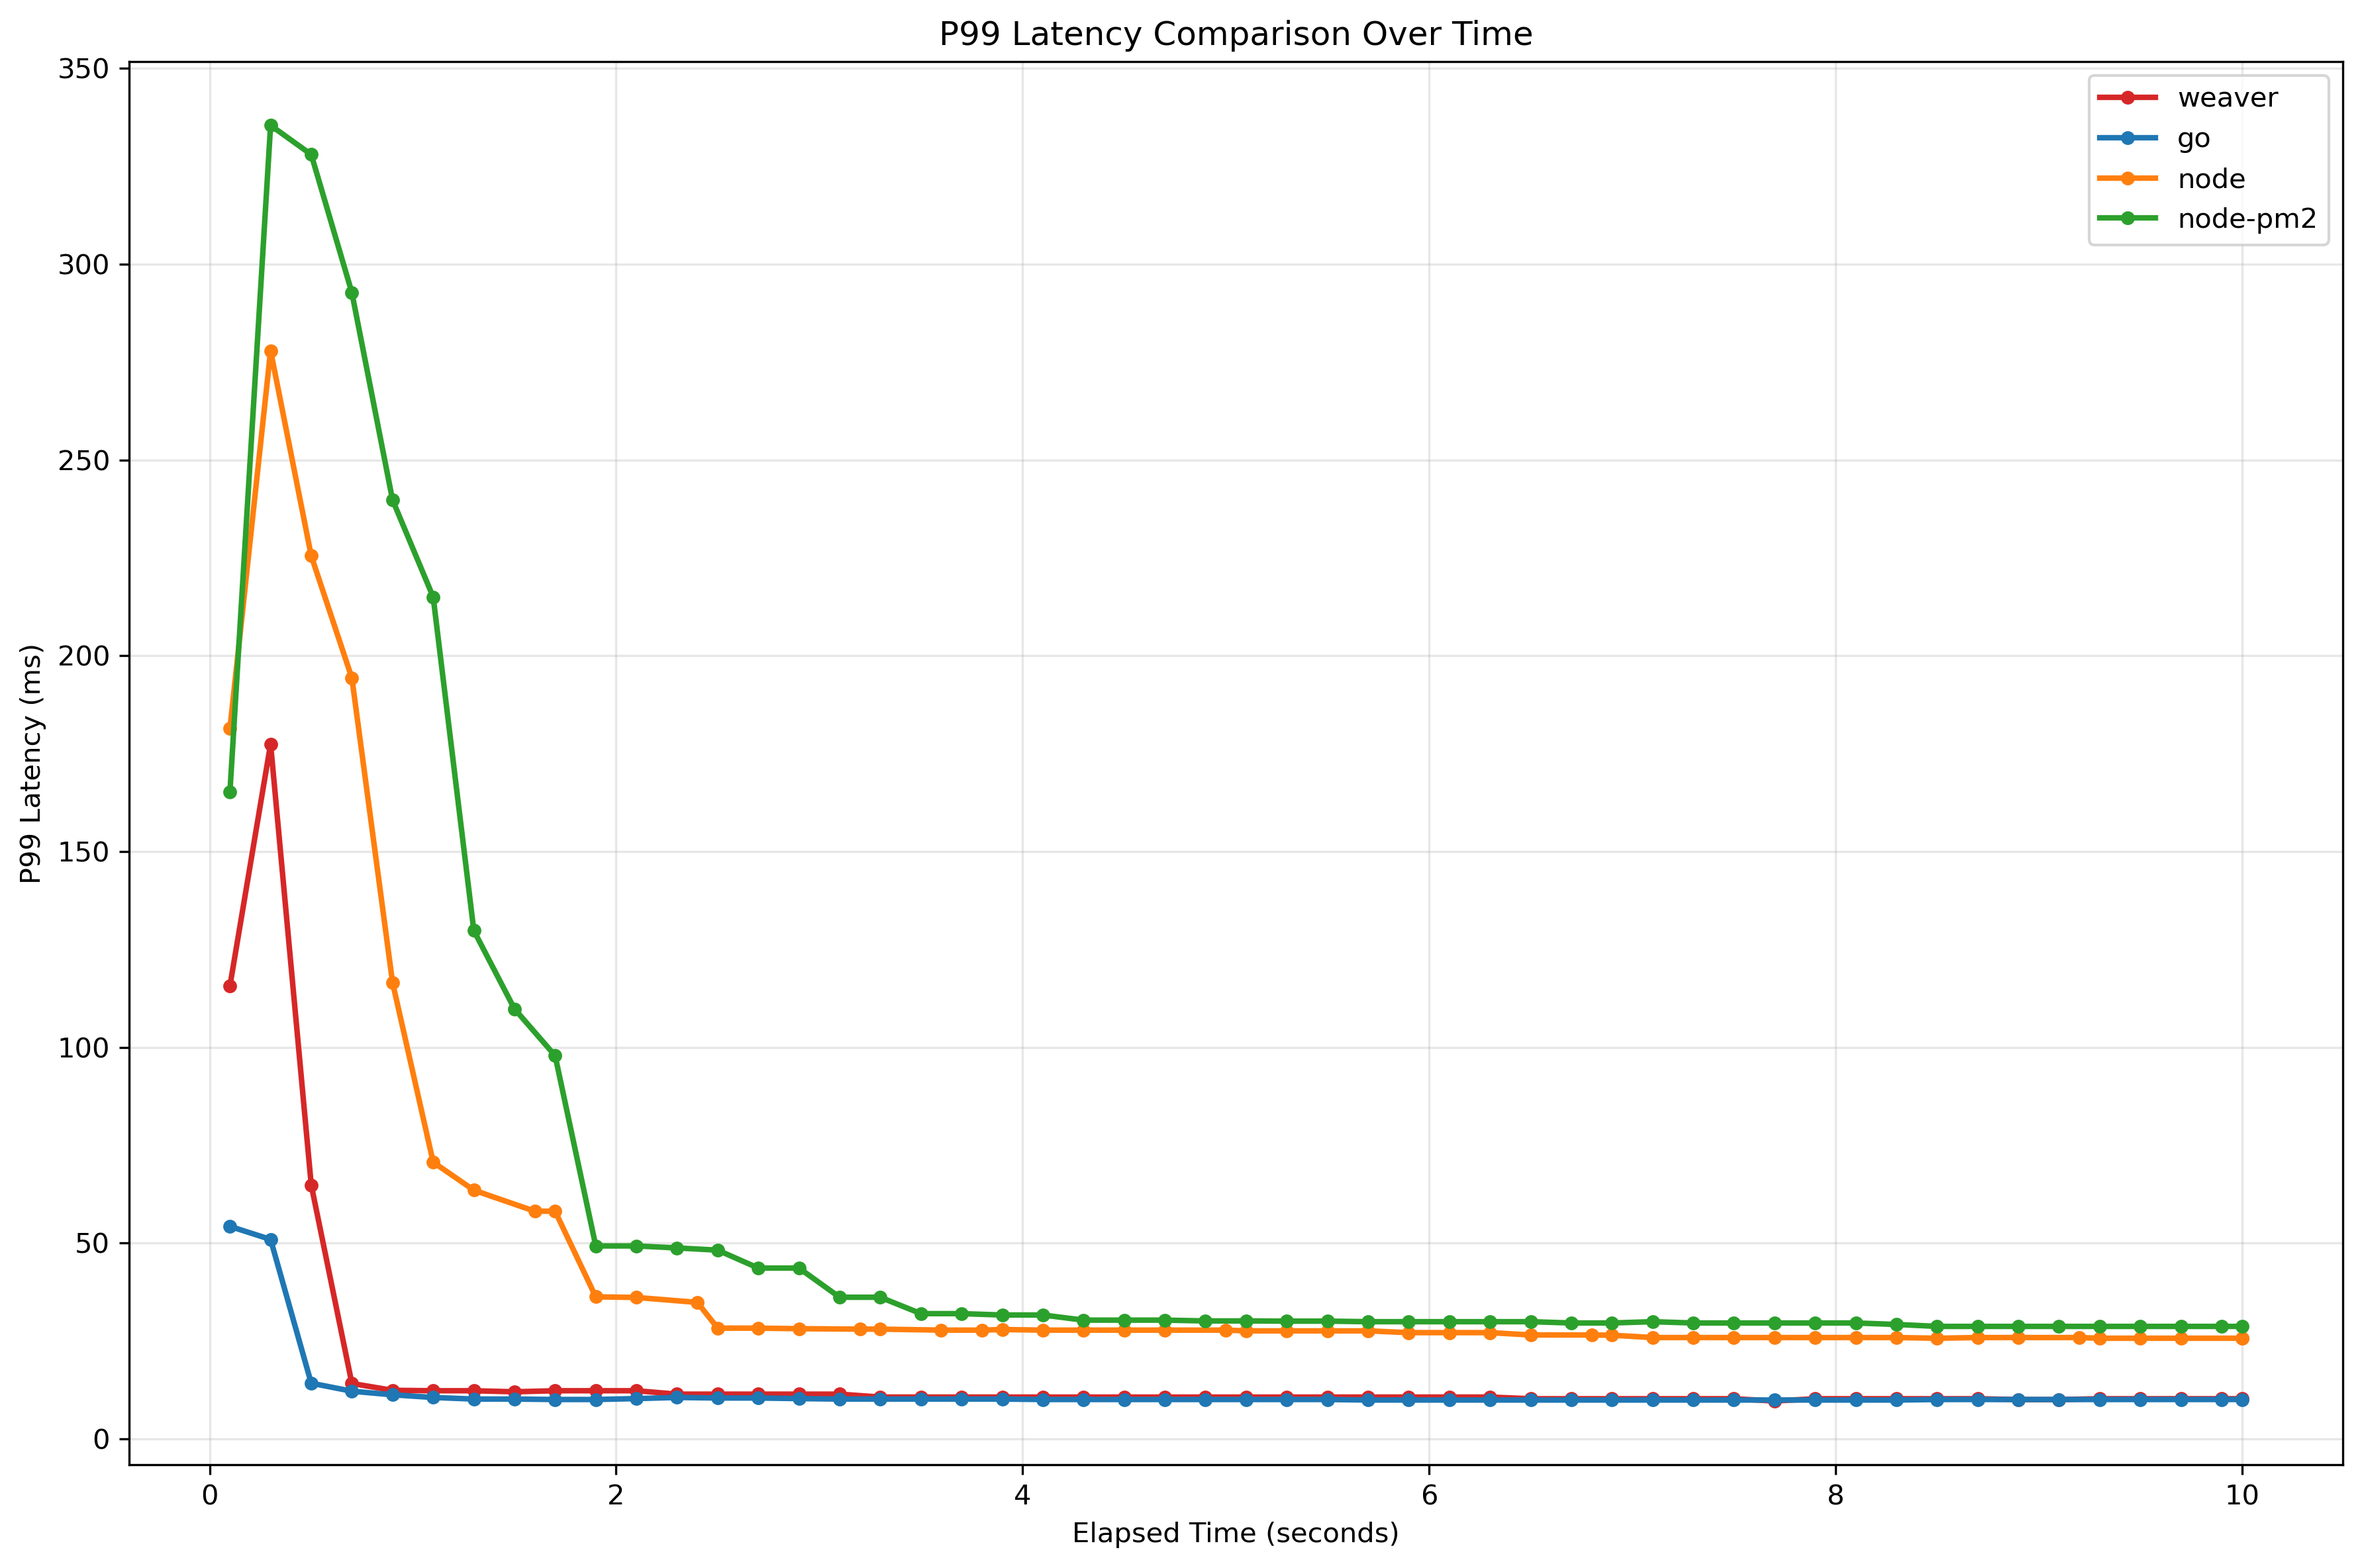 P99 Latency Comparison Over Time
350
300
250
200
150
100
50
0
P99 Latency (ms)
0 2 4 6 8 10
Elapsed Time (seconds)
weaver
go
node
node-pm2